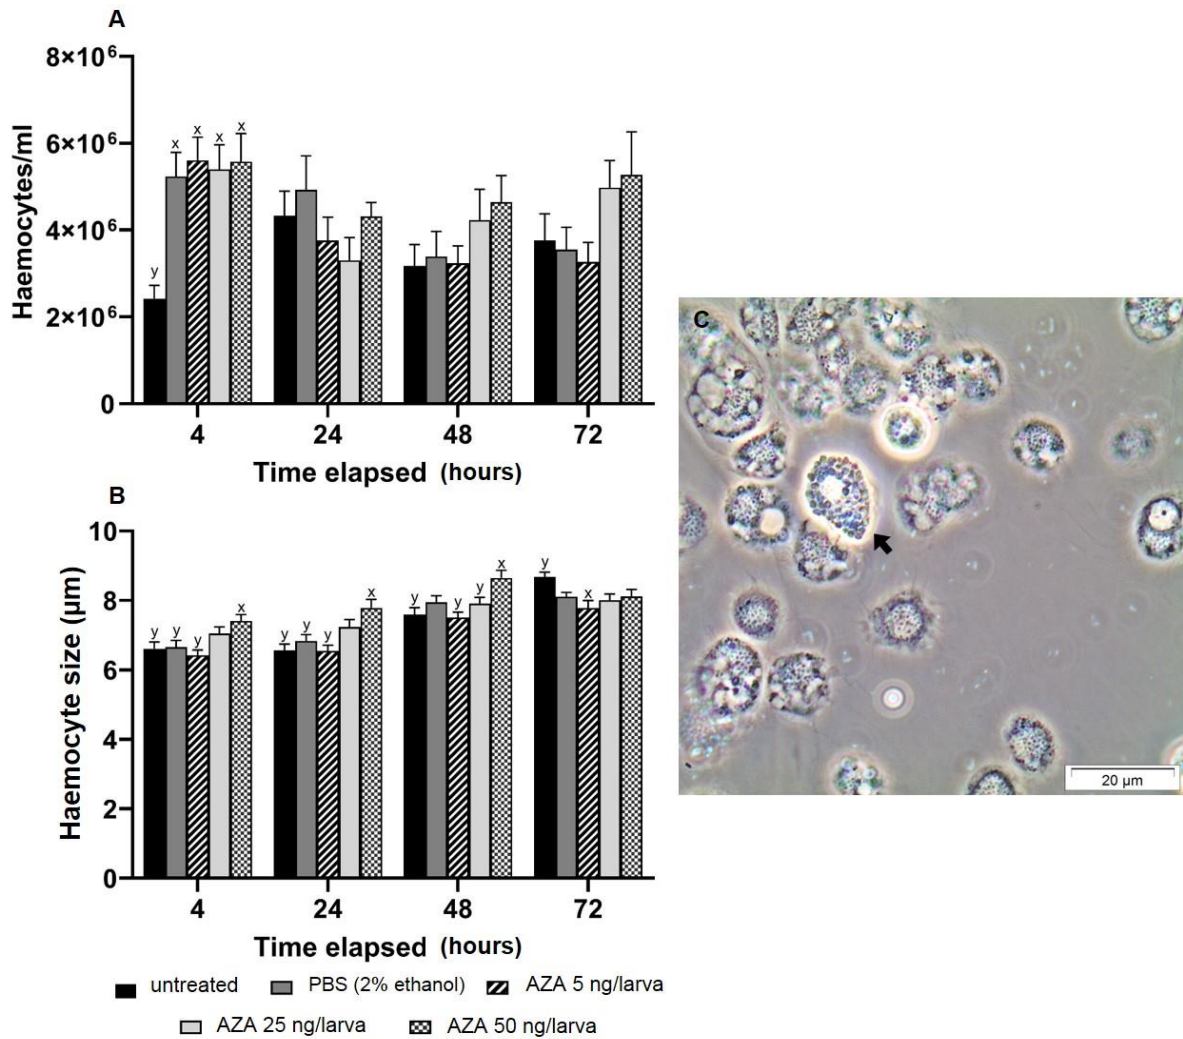 A
8×10⁶
6×10⁶
4×10⁶
2×10⁶
0
Haemocytes/ml
y x x x x
4 24 48 72
Time elapsed (hours)
B
10
8
6
4
2
0
Haemocyte size (µm)
y y y x y y y x y y y x y x
4 24 48 72
Time elapsed (hours)
untreated PBS (2% ethanol) AZA 5 ng/larva
AZA 25 ng/larva AZA 50 ng/larva
C
20 µm